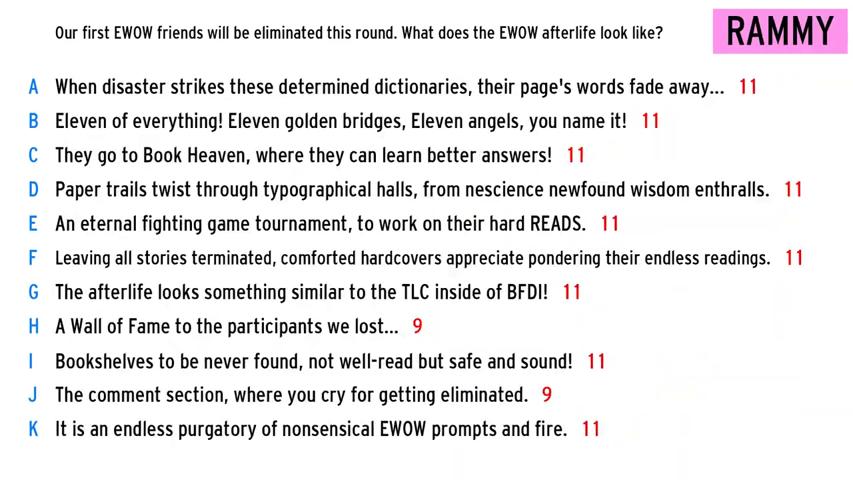 Our first EWOW friends will be eliminated this round. What does the EWOW afterlife look like?
RAMMY
A When disaster strikes these determined dictionaries, their page's words fade away... 11
B Eleven of everything! Eleven golden bridges, Eleven angels, you name it! 11
C They go to Book Heaven, where they can learn better answers! 11
D Paper trails twist through typographical halls, from nescience newfound wisdom enthralls. 11
E An eternal fighting game tournament, to work on their hard READS. 11
F Leaving all stories terminated, comforted hardcovers appreciate pondering their endless readings. 11
G The afterlife looks something similar to the TLC inside of BFDI! 11
H A Wall of Fame to the participants we lost... 9
I Bookshelves to be never found, not well-read but safe and sound! 11
J The comment section, where you cry for getting eliminated. 9
K It is an endless purgatory of nonsensical EWOW prompts and fire. 11